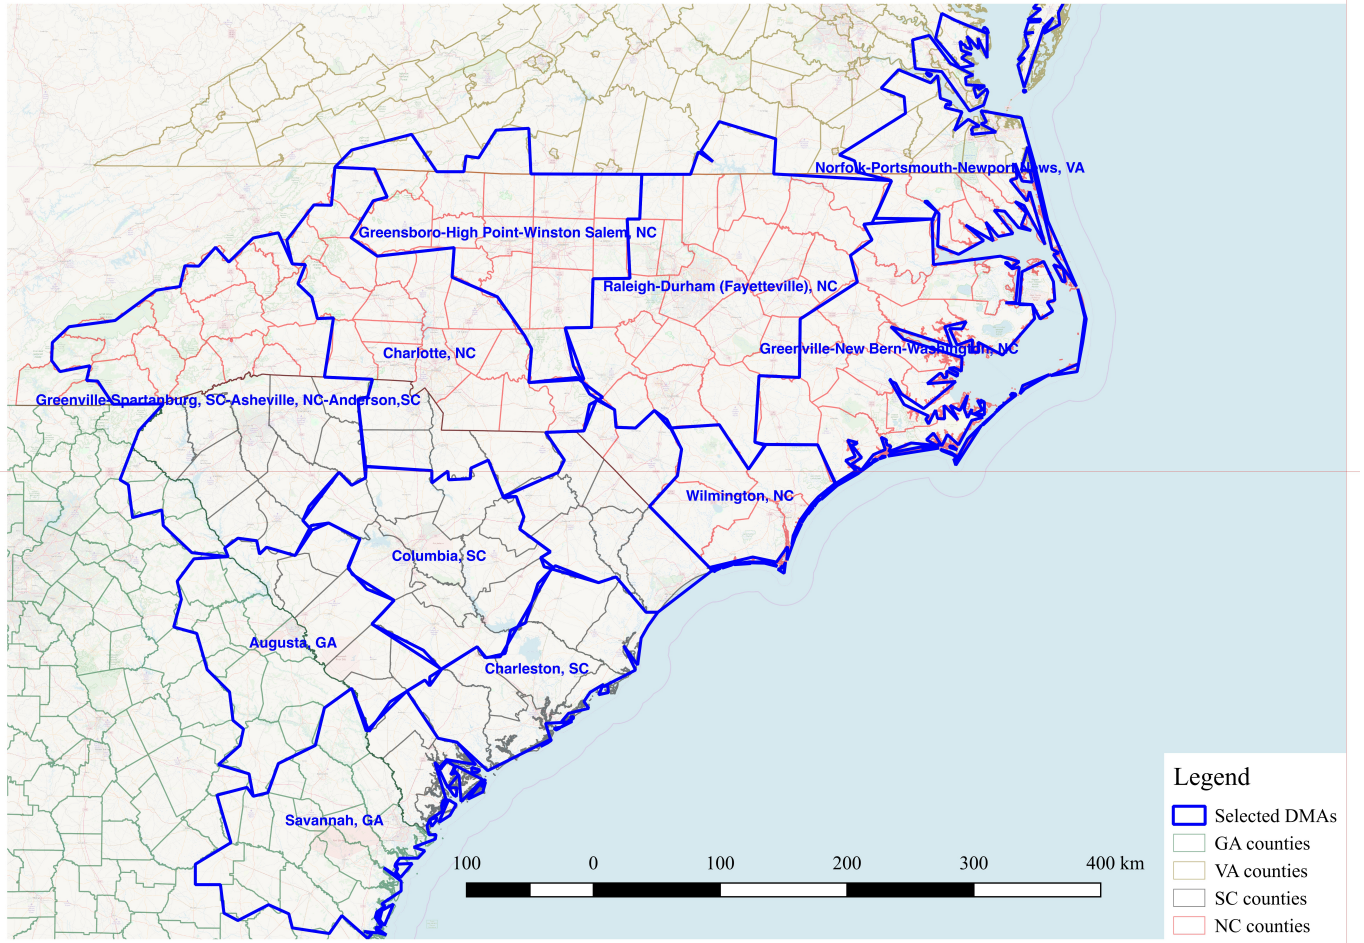 Norfolk-Portsmouth-Newport News, VA
Greensboro-High Point-Winston Salem, NC
Raleigh-Durham (Fayetteville), NC
Greenville-New Bern-Washington, NC
Charlotte, NC
Greenville-Spartanburg, SC-Asheville, NC-Anderson,SC
Wilmington, NC
Columbia, SC
Augusta, GA
Charleston, SC
Savannah, GA
100 0 100 200 300 400 km
Legend
Selected DMAs
GA counties
VA counties
SC counties
NC counties